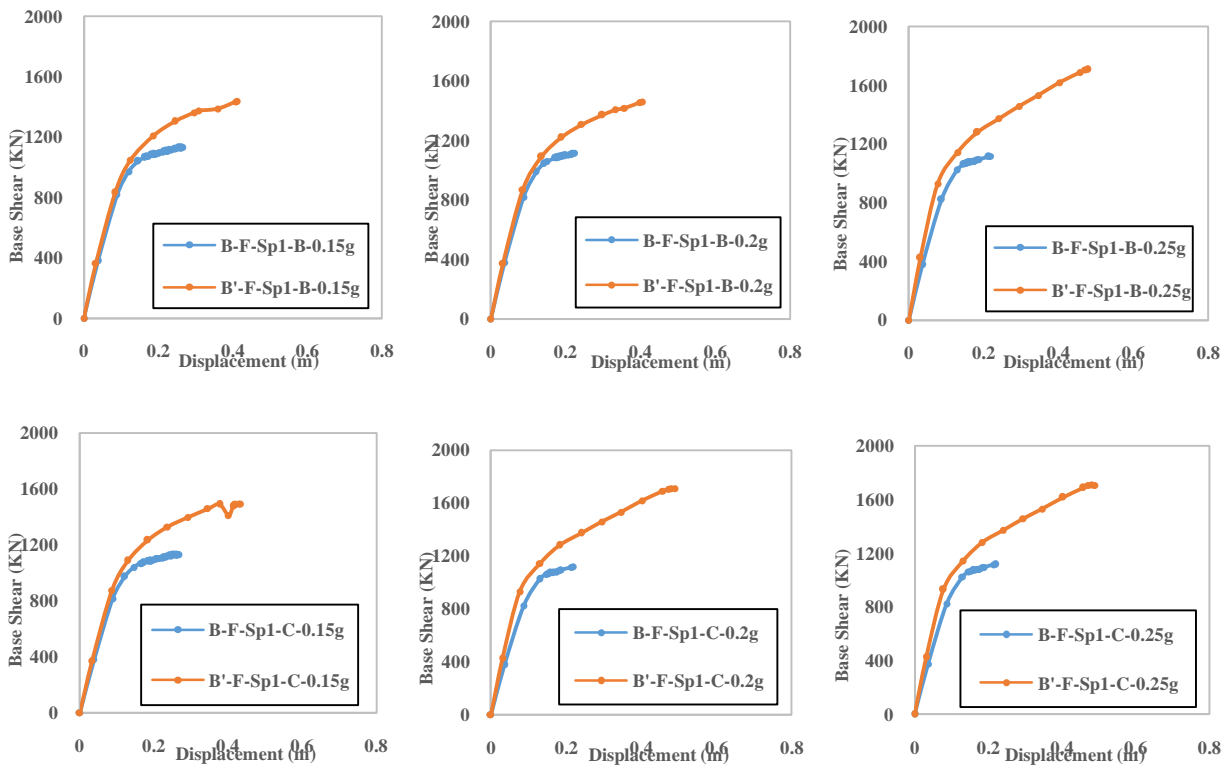 2000
1600
1200
800
400
0
Base Shear (KN)
0
0.2
0.4
0.6
0.8
Displacement (m)
B-F-Sp1-B-0.15g
B'-F-Sp1-B-0.15g
2000
1600
1200
800
400
0
Base Shear (kN)
0
0.2
0.4
0.6
0.8
Displacement (m)
B-F-Sp1-B-0.2g
B'-F-Sp1-B-0.2g
2000
1600
1200
800
400
0
Base Shear (kN)
0
0.2
0.4
0.6
0.8
Displacement (m)
B-F-Sp1-B-0.25g
B'-F-Sp1-B-0.25g
2000
1600
1200
800
400
0
Base Shear (KN)
0
0.2
0.4
0.6
0.8
Displacement (m)
B-F-Sp1-C-0.15g
B'-F-Sp1-C-0.15g
2000
1600
1200
800
400
0
Base Shear (KN)
0
0.2
0.4
0.6
0.8
Displacement (m)
B-F-Sp1-C-0.2g
B'-F-Sp1-C-0.2g
2000
1600
1200
800
400
0
Base Shear (KN)
0
0.2
0.4
0.6
0.8
Displacement (m)
B-F-Sp1-C-0.25g
B'-F-Sp1-C-0.25g